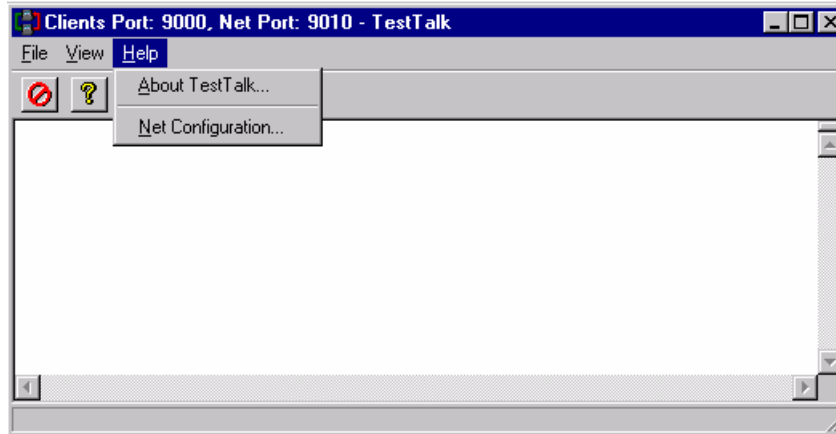 Clients Port: 9000, Net Port: 9010 - TestTalk
File View Help
About TestTalk...
Net Configuration...